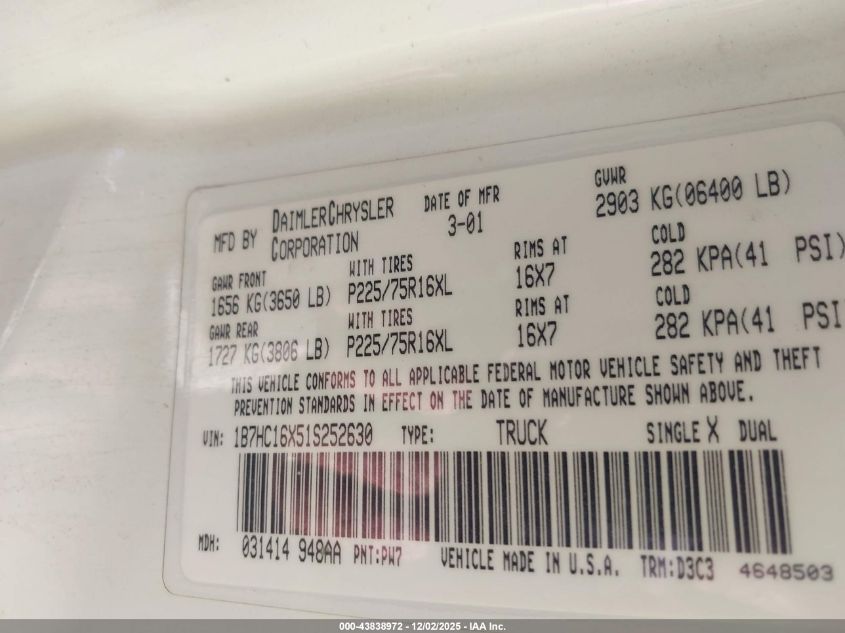 MFD BY DAIMLERCHRYSLER CORPORATION DATE OF MFR 3-01 GVWR 2903 KG(06400 LB)
GAWR FRONT WITH TIRES RIMS AT COLD
1656 KG(3650 LB) P225/75R16XL 16X7 282 KPA(41 PSI)
GAWR REAR WITH TIRES RIMS AT COLD
1727 KG(3806 LB) P225/75R16XL 16X7 282 KPA(41 PSI
THIS VEHICLE CONFORMS TO ALL APPLICABLE FEDERAL MOTOR VEHICLE SAFETY AND THEFT
PREVENTION STANDARDS IN EFFECT ON THE DATE OF MANUFACTURE SHOWN ABOVE.
VIN: 1B7HC16X51S252630 TYPE: TRUCK SINGLE X DUAL
MDH: 031414 948AA PNT:PW7 VEHICLE MADE IN U.S.A. TRM:D3C3 4648503
000-43838972 - 12/02/2025 - IAA Inc.